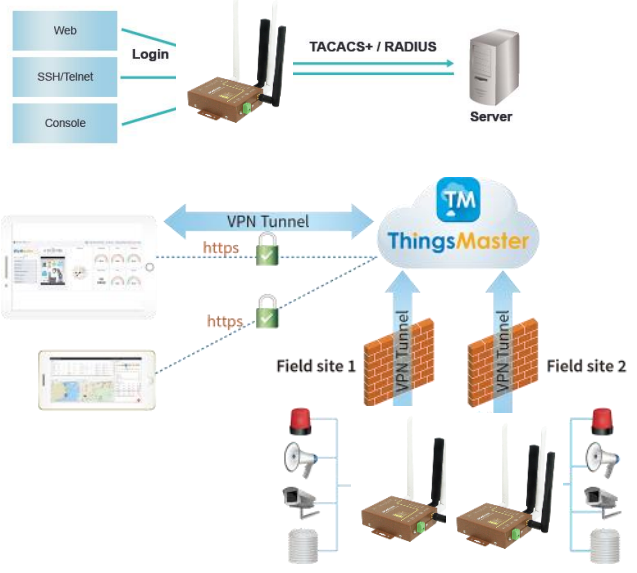 Web
Login
TACACS+ / RADIUS
SSH/Telnet
Console
Server
TM
VPN Tunnel
ThingsMaster
https
https
VPN Tunnel
VPN Tunnel
Field site 1
Field site 2